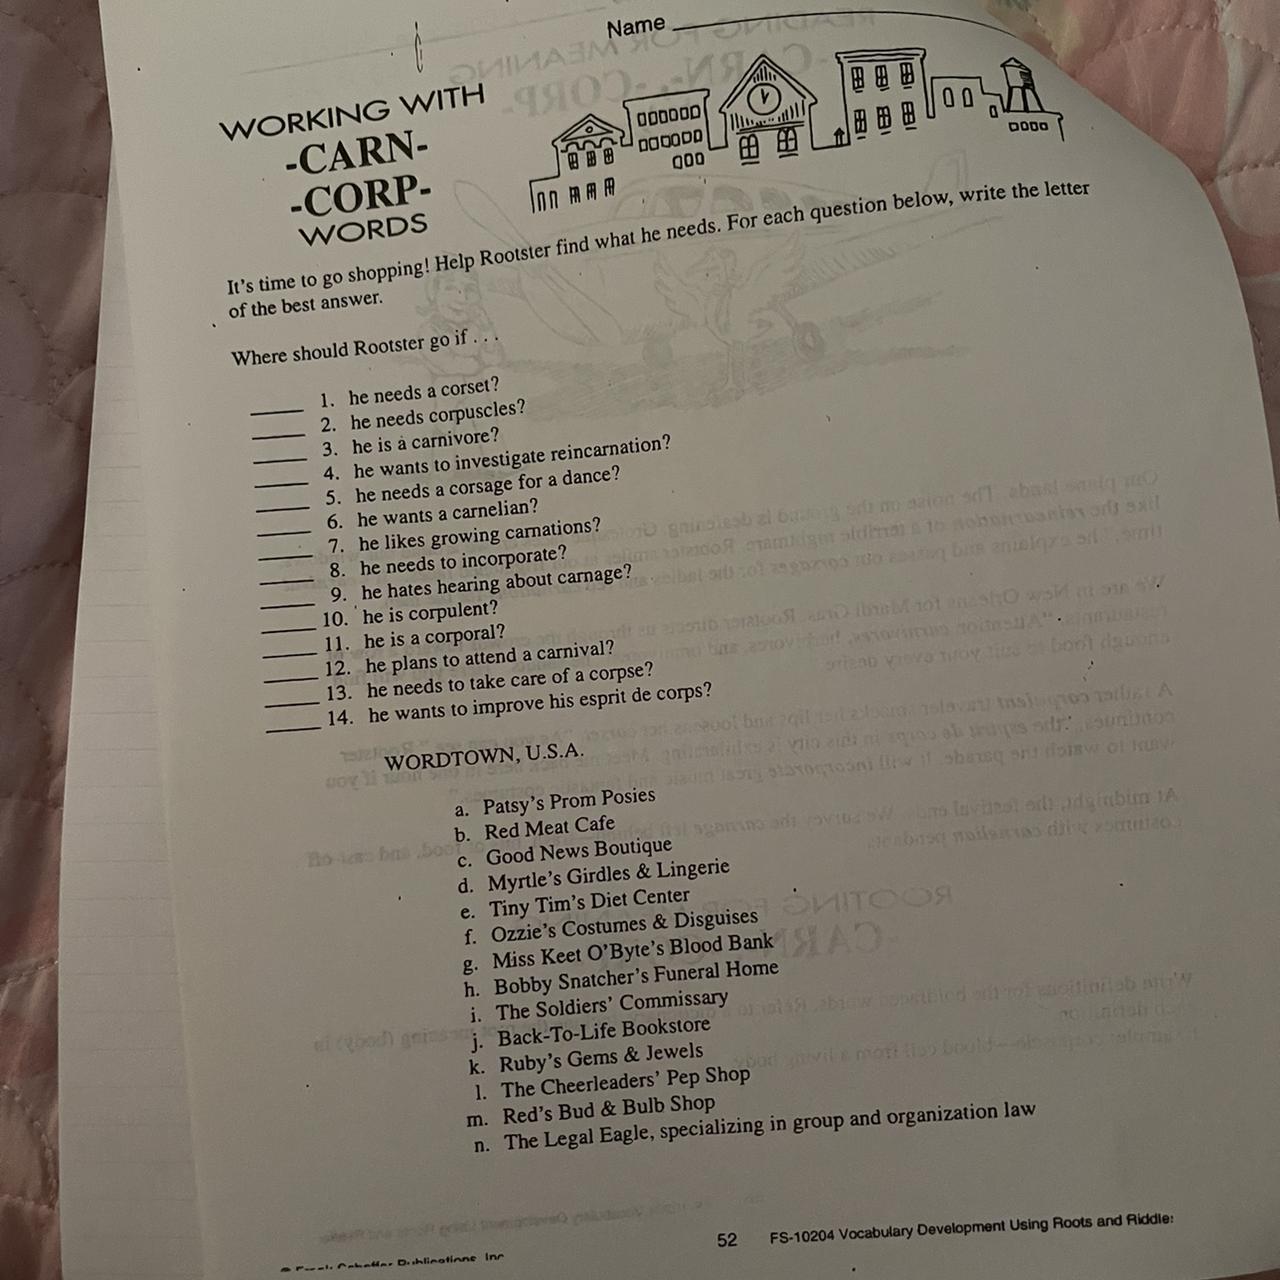 Name
WORKING WITH
-CARN-
-CORP-
WORDS
It's time to go shopping! Help Rootster find what he needs. For each question below, write the letter
of the best answer.
Where should Rootster go if . . .
1. he needs a corset?
2. he needs corpuscles?
3. he is a carnivore?
4. he wants to investigate reincarnation?
5. he needs a corsage for a dance?
6. he wants a carnelian?
7. he likes growing carnations?
8. he needs to incorporate?
9. he hates hearing about carnage?
10. he is corpulent?
11. he is a corporal?
12. he plans to attend a carnival?
13. he needs to take care of a corpse?
14. he wants to improve his esprit de corps?
WORDTOWN, U.S.A.
a. Patsy's Prom Posies
b. Red Meat Cafe
c. Good News Boutique
d. Myrtle's Girdles & Lingerie
e. Tiny Tim's Diet Center
f. Ozzie's Costumes & Disguises
g. Miss Keet O'Byte's Blood Bank
h. Bobby Snatcher's Funeral Home
i. The Soldiers' Commissary
j. Back-To-Life Bookstore
k. Ruby's Gems & Jewels
l. The Cheerleaders' Pep Shop
m. Red's Bud & Bulb Shop
n. The Legal Eagle, specializing in group and organization law
52 FS-10204 Vocabulary Development Using Roots and Riddle